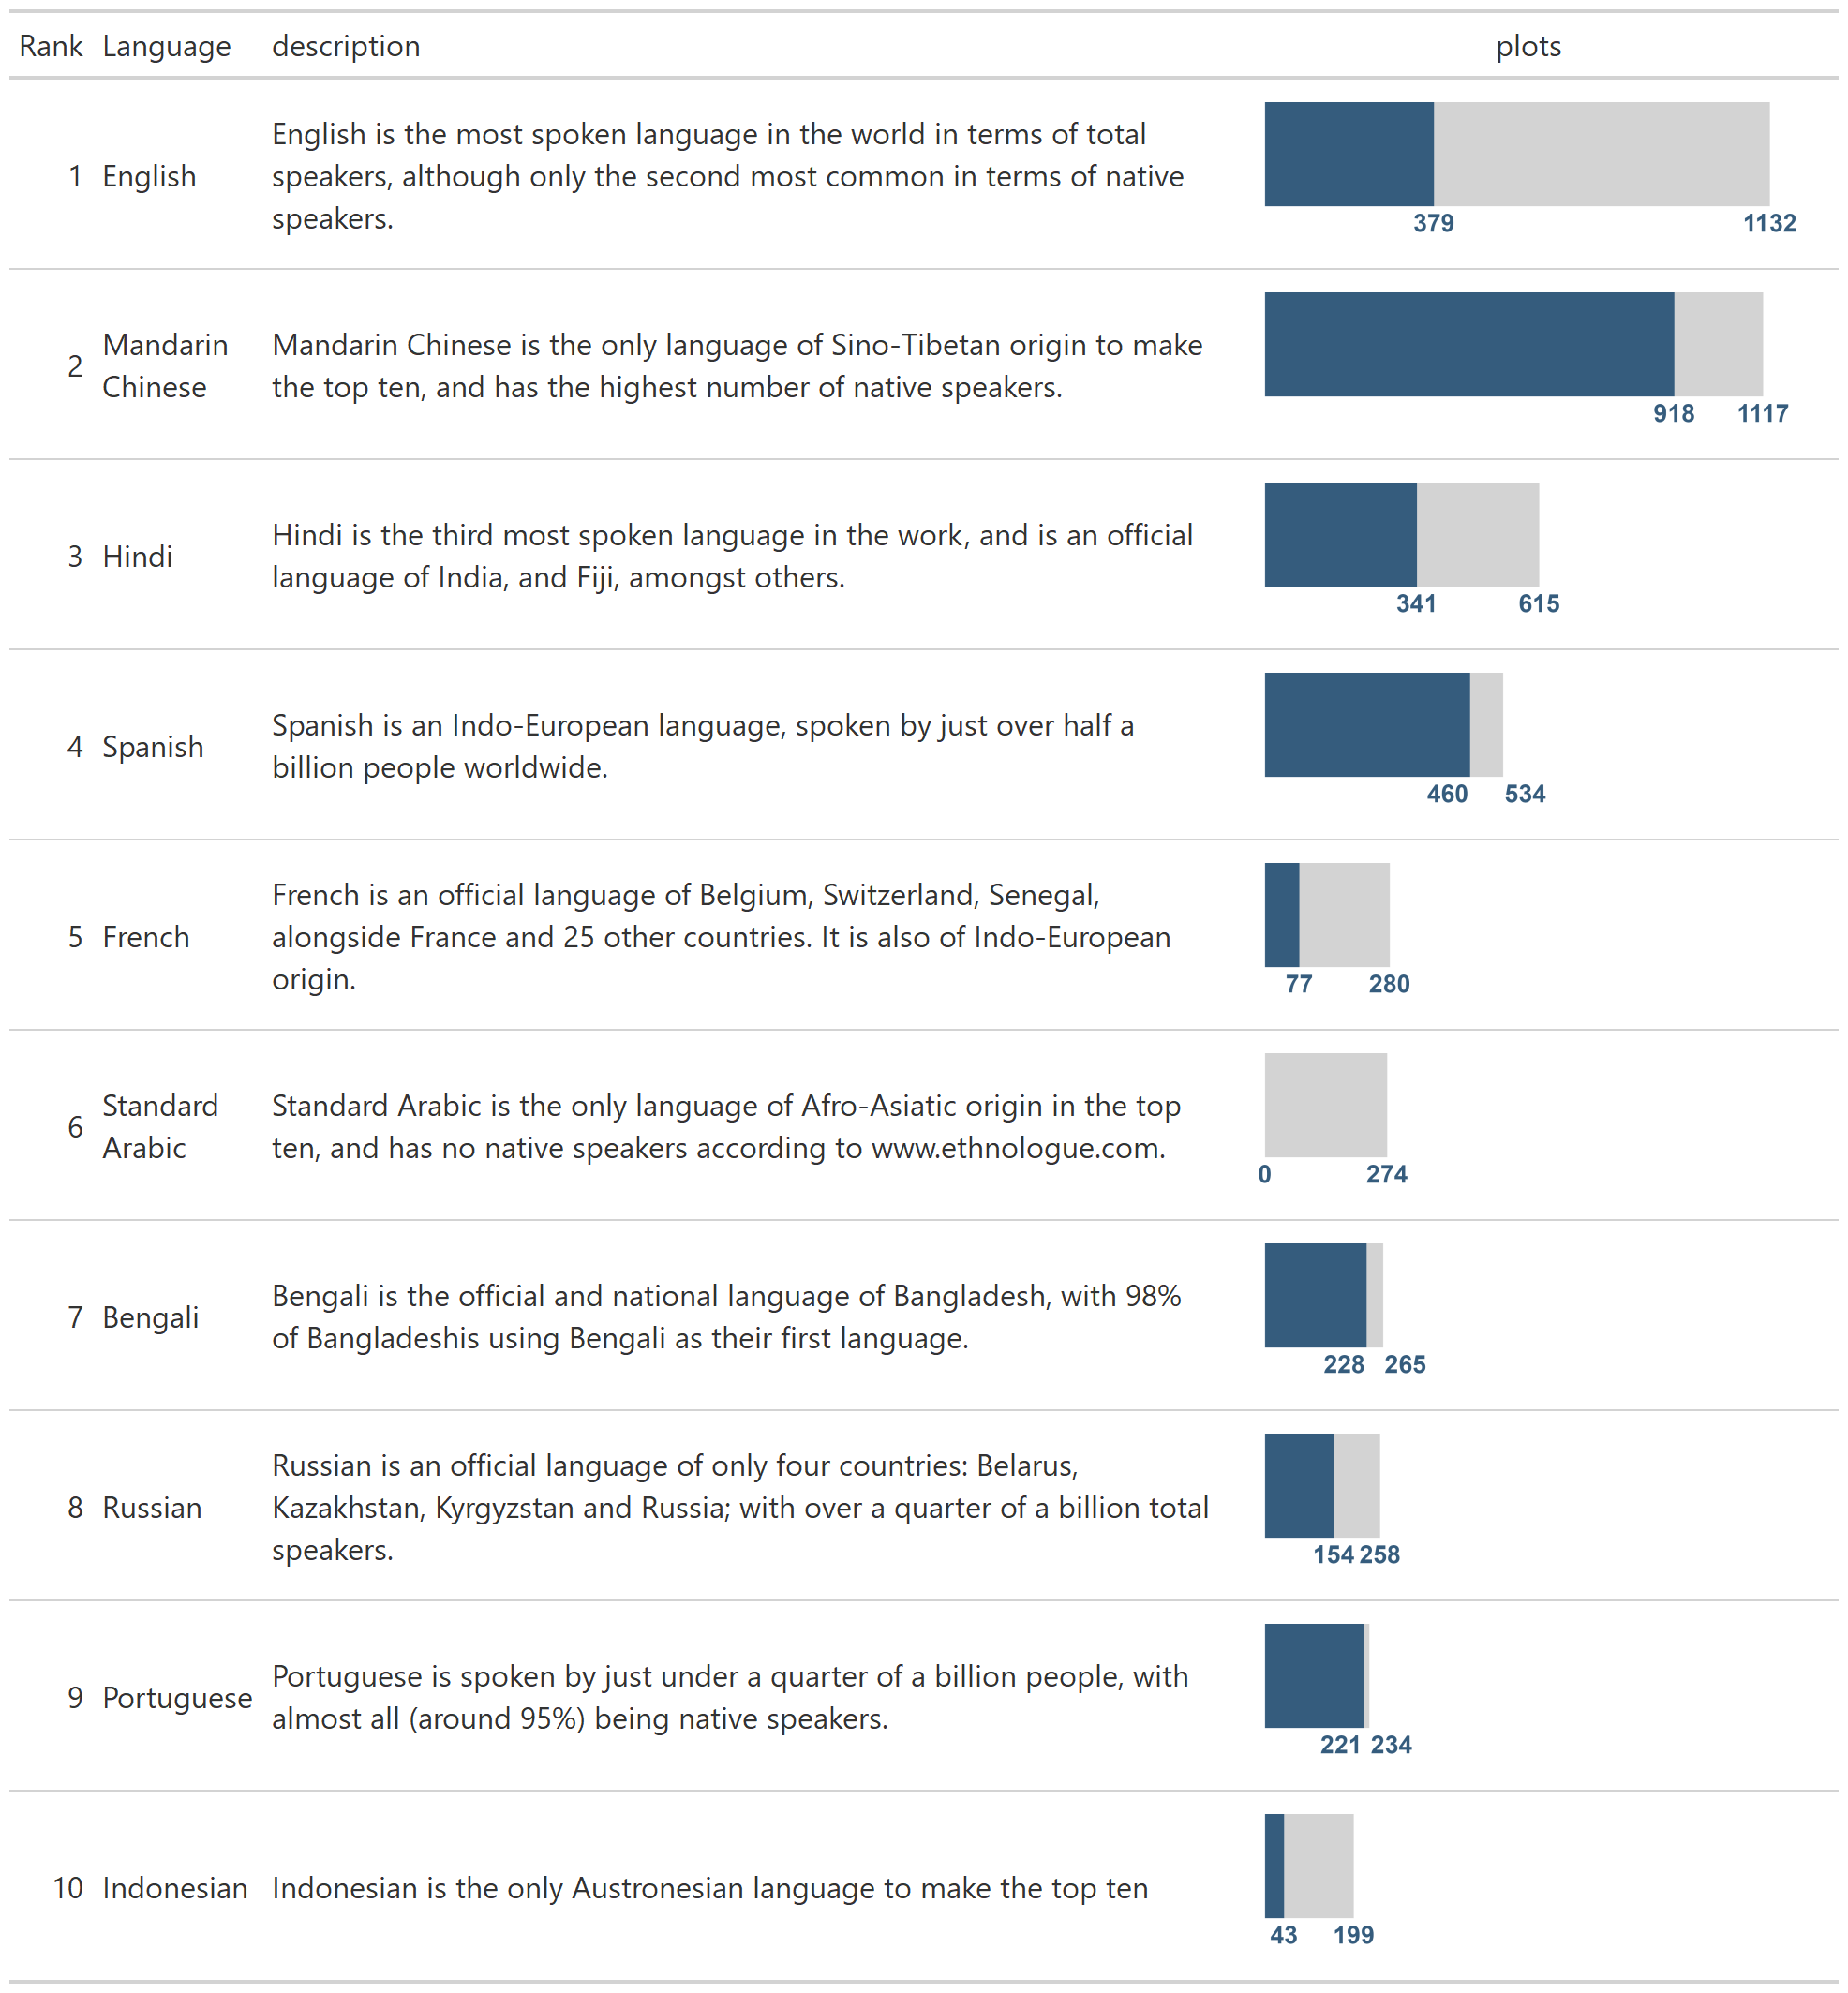 Rank Language description plots
English is the most spoken language in the world in terms of total
1 English speakers, although only the second most common in terms of native
speakers.
379 1132
Mandarin Chinese
2
Mandarin Chinese is the only language of Sino-Tibetan origin to make
the top ten, and has the highest number of native speakers.
918 1117
3 Hindi
Hindi is the third most spoken language in the work, and is an official
language of India, and Fiji, amongst others.
341 615
4 Spanish
Spanish is an Indo-European language, spoken by just over half a
billion people worldwide.
460 534
5 French
French is an official language of Belgium, Switzerland, Senegal,
alongside France and 25 other countries. It is also of Indo-European
origin.
77 280
6
Standard
Arabic
Standard Arabic is the only language of Afro-Asiatic origin in the top
ten, and has no native speakers according to www.ethnologue.com.
0 274
7 Bengali
Bengali is the official and national language of Bangladesh, with 98%
of Bangladeshis using Bengali as their first language.
228 265
8 Russian
Russian is an official language of only four countries: Belarus,
Kazakhstan, Kyrgyzstan and Russia; with over a quarter of a billion total
speakers.
154 258
9 Portuguese
Portuguese is spoken by just under a quarter of a billion people, with
almost all (around 95%) being native speakers.
221 234
10 Indonesian Indonesian is the only Austronesian language to make the top ten
43 199